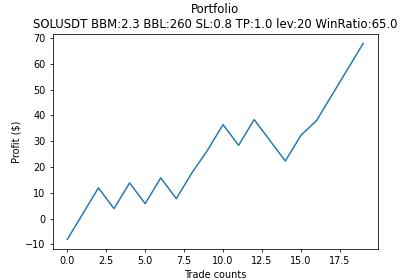 Portfolio
SOLUSDT BBM:2.3 BBL:260 SL:0.8 TP:1.0 lev:20 WinRatio:65.0
70
60
50
40
30
20
10
0
−10
Profit ($)
0.0 2.5 5.0 7.5 10.0 12.5 15.0 17.5
Trade counts